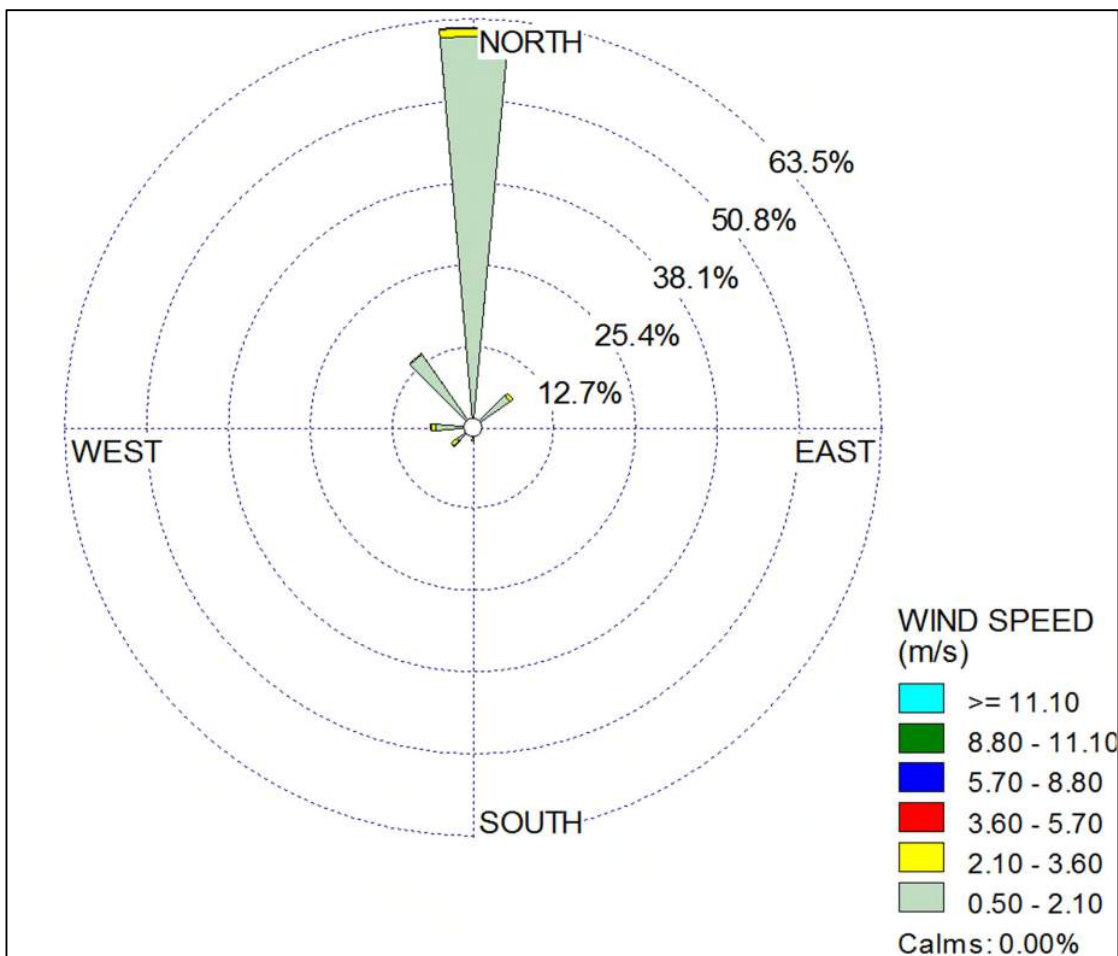 NORTH
63.5%
50.8%
38.1%
25.4%
12.7%
WEST
EAST
SOUTH
WIND SPEED
(m/s)
>= 11.10
8.80 - 11.10
5.70 - 8.80
3.60 - 5.70
2.10 - 3.60
0.50 - 2.10
Calms: 0.00%